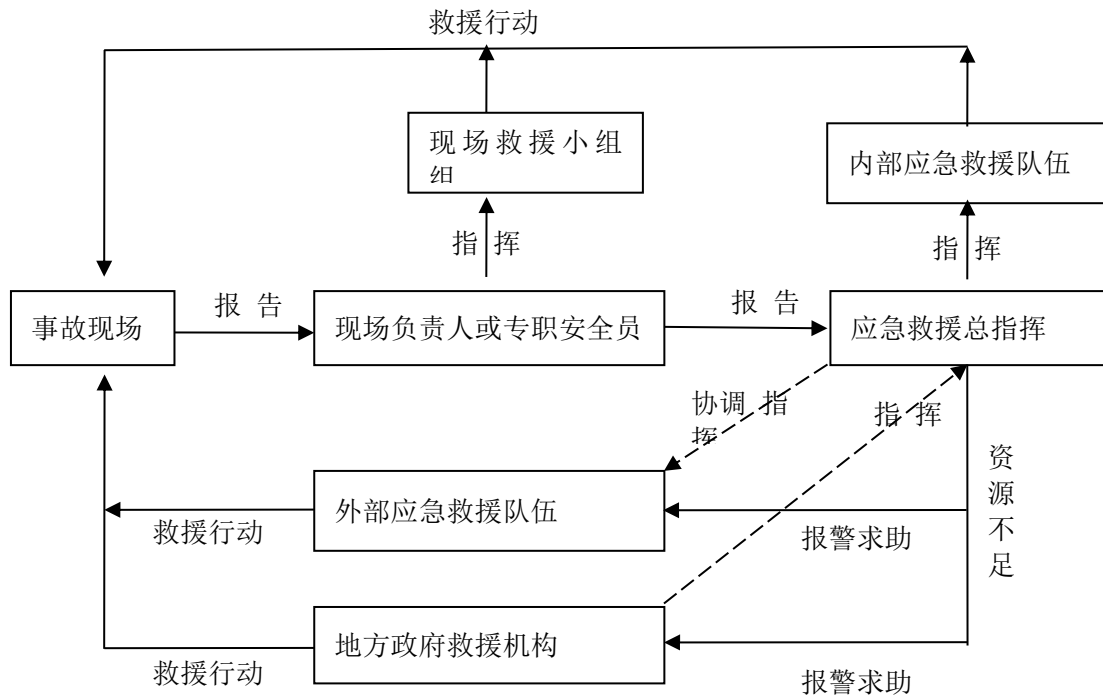 救援行动
现场救援小组
组
内部应急救援队伍
指 挥
指 挥
报 告
报 告
事故现场
现场负责人或专职安全员
应急救援总指挥
协调 指
挥
指 挥
资
源
不
足
外部应急救援队伍
救援行动
报警求助
地方政府救援机构
救援行动
报警求助